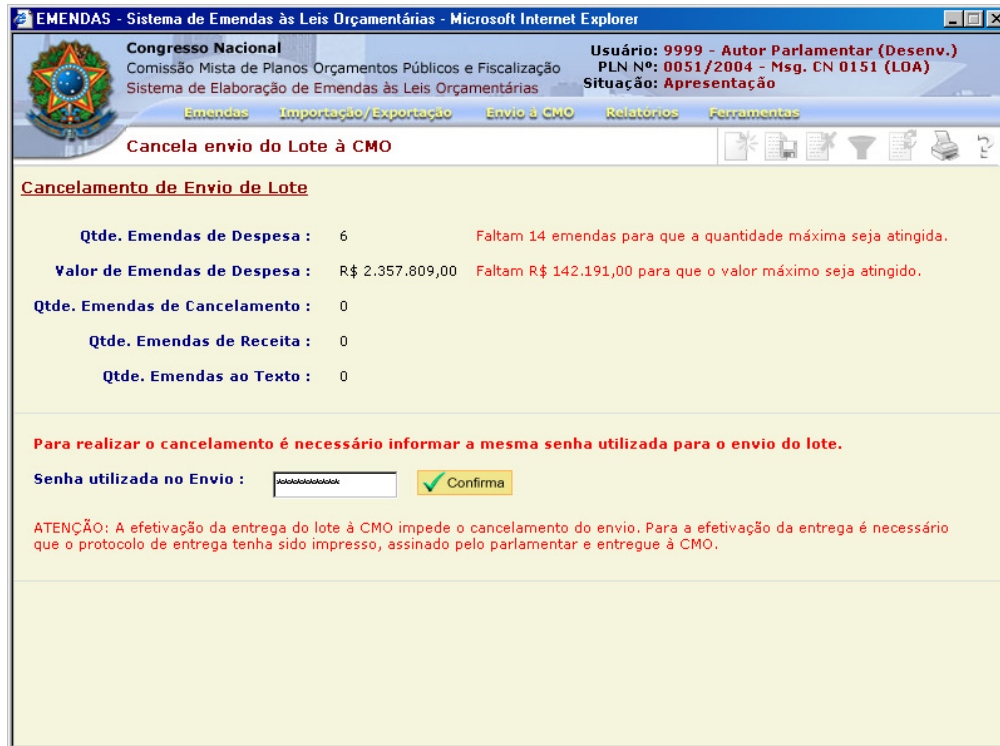 EMENDAS - Sistema de Emendas às Leis Orçamentárias - Microsoft Internet Explorer
Congresso Nacional
Comissão Mista de Planos Orçamentos Públicos e Fiscalização
Sistema de Elaboração de Emendas às Leis Orçamentárias
Usuário: 9999 - Autor Parlamentar (Desenv.)
PLN Nº: 0051/2004 - Msg. CN 0151 (LOA)
Situação: Apresentação
Emendas Importação/Exportação Envio à CMO Relatórios Ferramentas
Cancela envio do Lote à CMO
Cancelamento de Envio de Lote
Qtde. Emendas de Despesa : 6 Faltam 14 emendas para que a quantidade máxima seja atingida.
Valor de Emendas de Despesa : R$ 2.357.809,00 Faltam R$ 142.191,00 para que o valor máximo seja atingido.
Qtde. Emendas de Cancelamento : 0
Qtde. Emendas de Receita : 0
Qtde. Emendas ao Texto : 0
Para realizar o cancelamento é necessário informar a mesma senha utilizada para o envio do lote.
Senha utilizada no Envio : ************ Confirma
ATENÇÃO: A efetivação da entrega do lote à CMO impede o cancelamento do envio. Para a efetivação da entrega é necessário
que o protocolo de entrega tenha sido impresso, assinado pelo parlamentar e entregue à CMO.